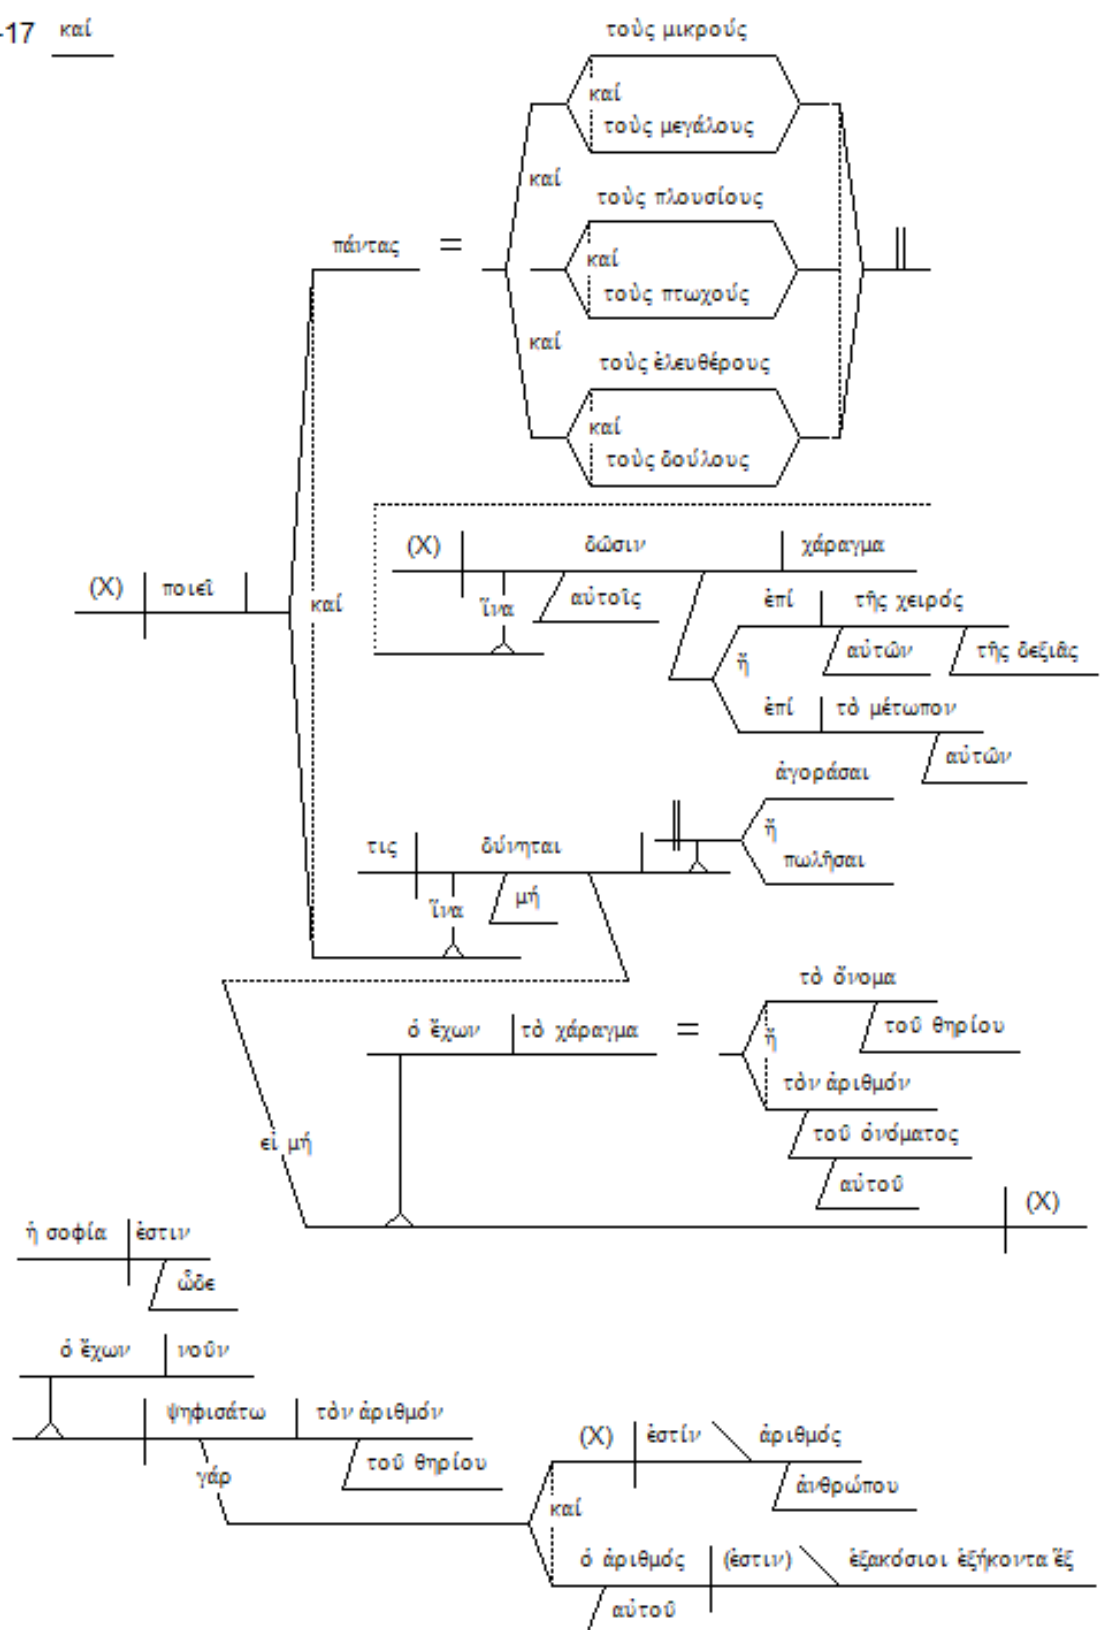 -17 καί
τοὺς μικρούς
καί
τοὺς μεγάλους
καί
τοὺς πλουσίους
πάντας =
καί
τοὺς πτωχούς
καί
τοὺς ἐλευθέρους
καί
τοὺς δούλους
(X) δῶσιν χάραγμα
(X) ποιεῖ καί
ἵνα αὐτοῖς ἐπί τῆς χειρός
ἤ αὐτῶν τῆς δεξιᾶς
ἐπί τὸ μέτωπον
αὐτῶν
ἀγοράσαι
τις δύνηται ἤ
πωλῆσαι
ἵνα μή
τὸ ὄνομα
ὁ ἔχων τὸ χάραγμα = ἤ τοῦ θηρίου
τὸν ἀριθμόν
εἰ μή τοῦ ὀνόματος
αὐτοῦ
(X)
ἡ σοφία ἐστιν
ὧδε
ὁ ἔχων νοῦν
ψηφισάτω τὸν ἀριθμόν
(X) ἐστίν ἀριθμός
γάρ τοῦ θηρίου
ἀνθρώπου
καί
ὁ ἀριθμός (ἐστιν) ἑξακόσιοι ἑξήκοντα ἕξ
αὐτοῦ